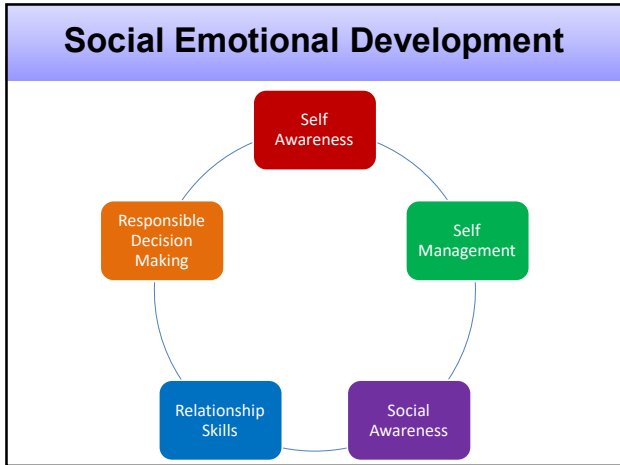 Social Emotional Development
Self
Awareness
Self
Management
Social
Awareness
Relationship
Skills
Responsible
Decision
Making